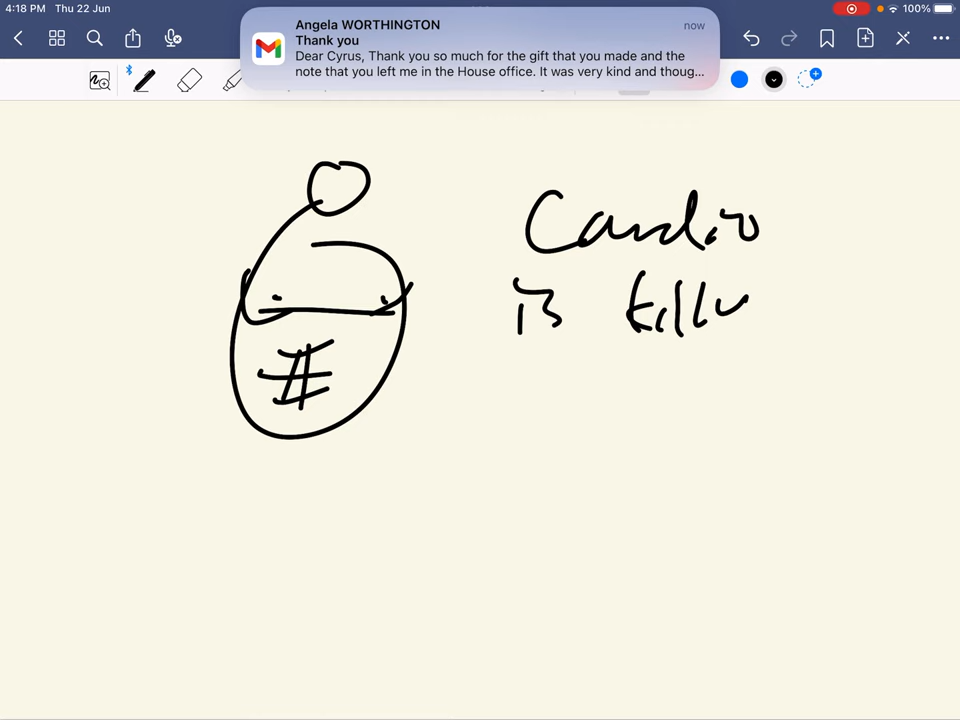 4:18 PM Thu 22 Jun
100%
Angela WORTHINGTON
now
Thank you
Dear Cyrus, Thank you so much for the gift that you made and the
note that you left me in the House office. It was very kind and thoug...
Cardio
is
#